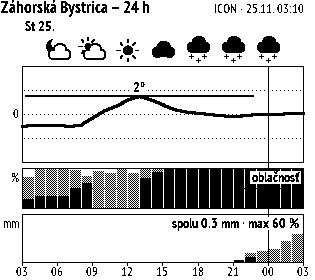 Záhorská Bystrica – 24 h ICON · 25.11. 03:10
St 25.
2°
0
% oblačnosť
mm spolu 0.3 mm · max 60 %
03 06 09 12 15 18 21 00 03